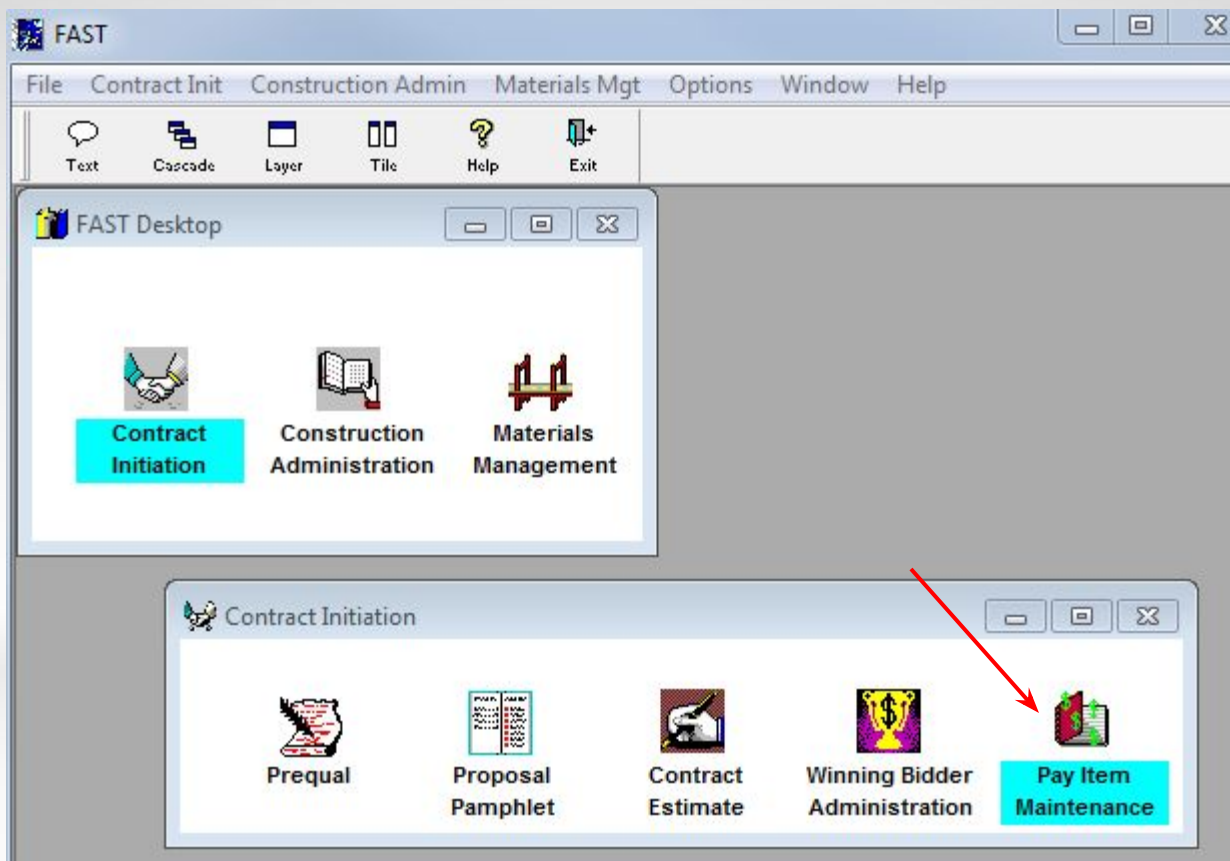 FAST
File Contract Init Construction Admin Materials Mgt Options Window Help
Text Cascade Layer Tile Help Exit
FAST Desktop
Contract Initiation
Construction Administration
Materials Management
Contract Initiation
Prequal
Proposal Pamphlet
Contract Estimate
Winning Bidder Administration
Pay Item Maintenance